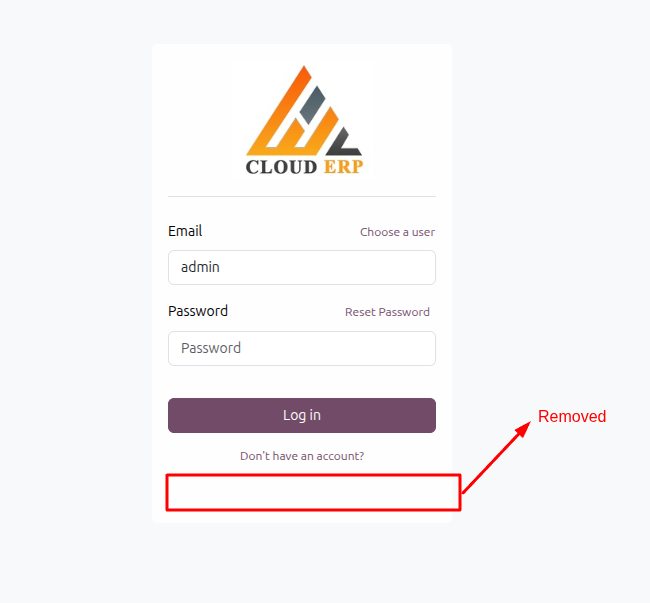 CLOUD ERP
Email
Choose a user
admin
Password
Reset Password
Password
Log in
Removed
Don't have an account?